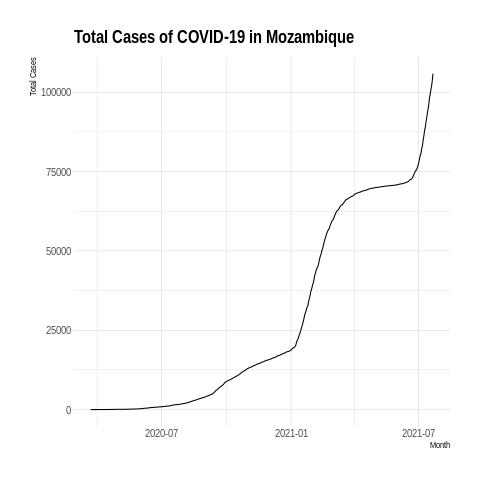 Total Cases of COVID-19 in Mozambique
Total Cases
100000
75000
50000
25000
0
2020-07
2021-01
2021-07
Month